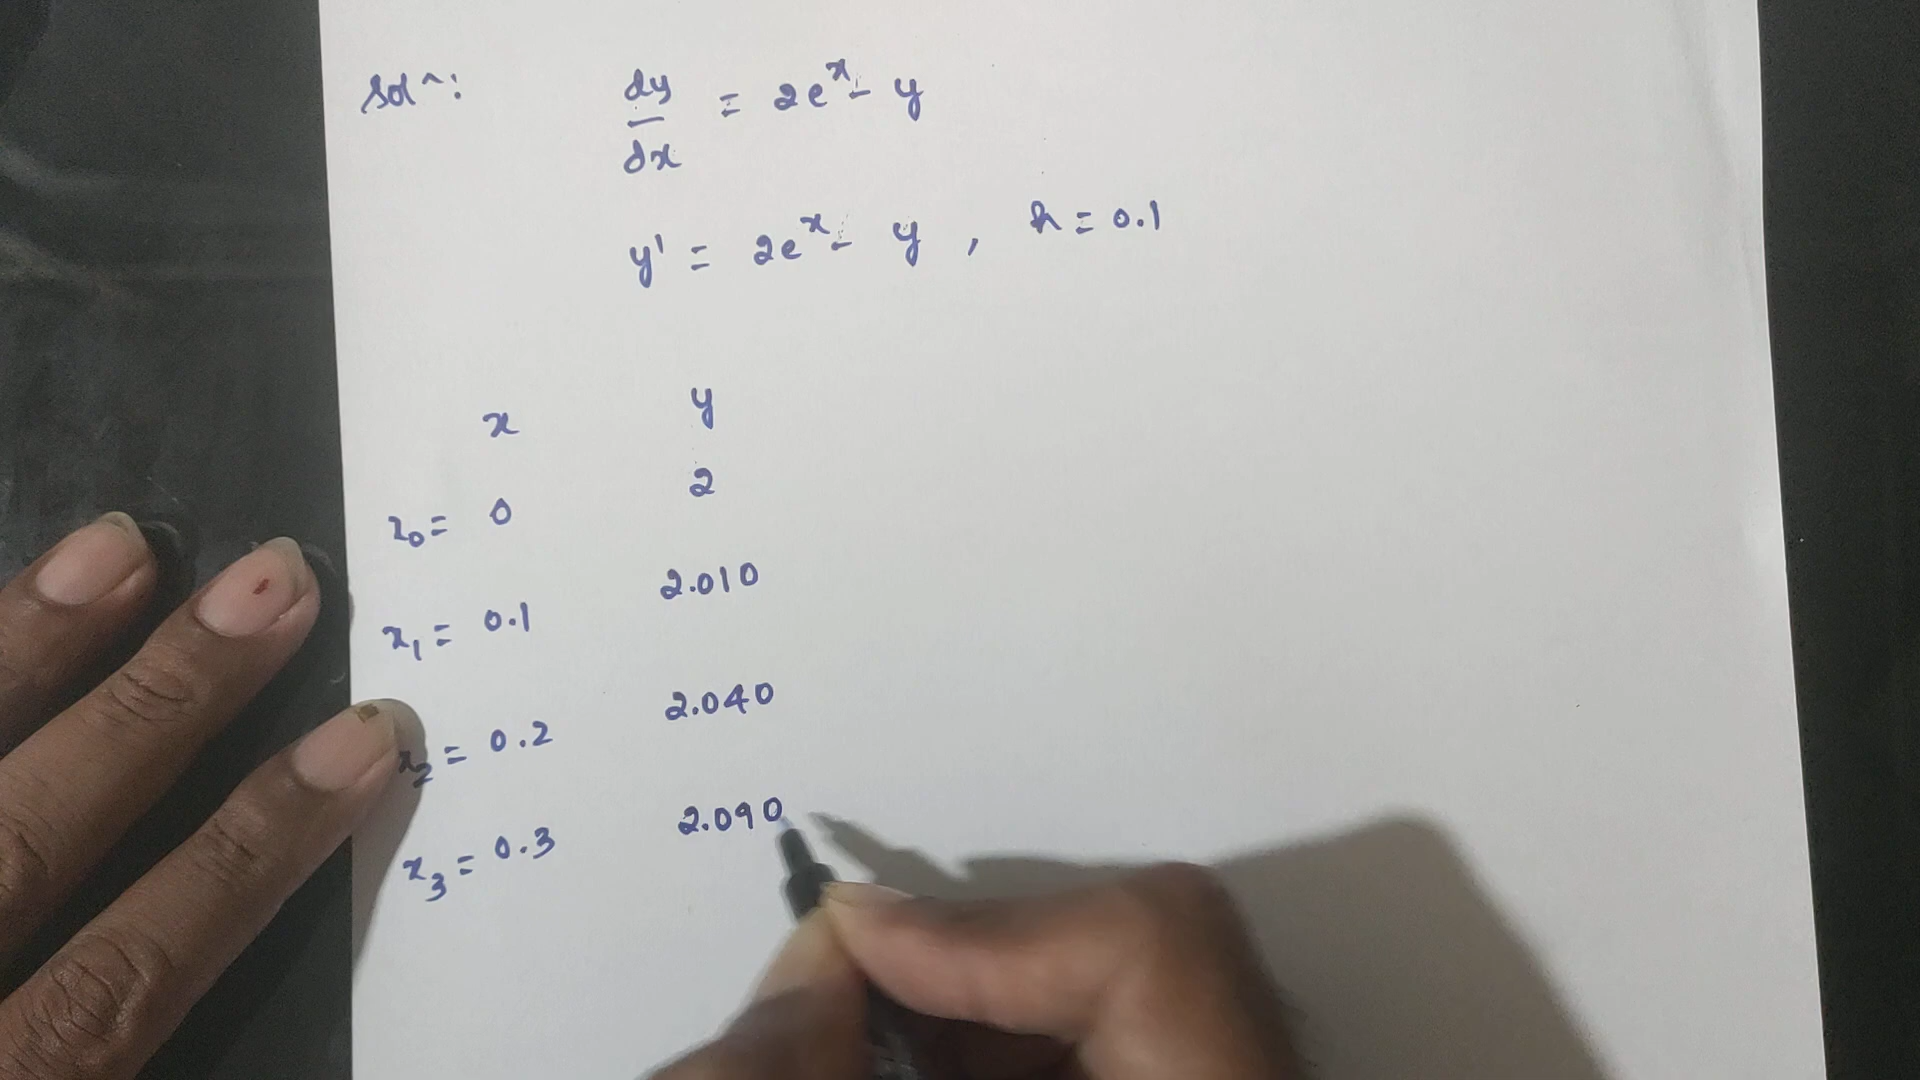 Soln: dy/dx = 2e^x - y
y' = 2e^x - y , h = 0.1
x y
x0 = 0 2
x1 = 0.1 2.010
x2 = 0.2 2.040
x3 = 0.3 2.090